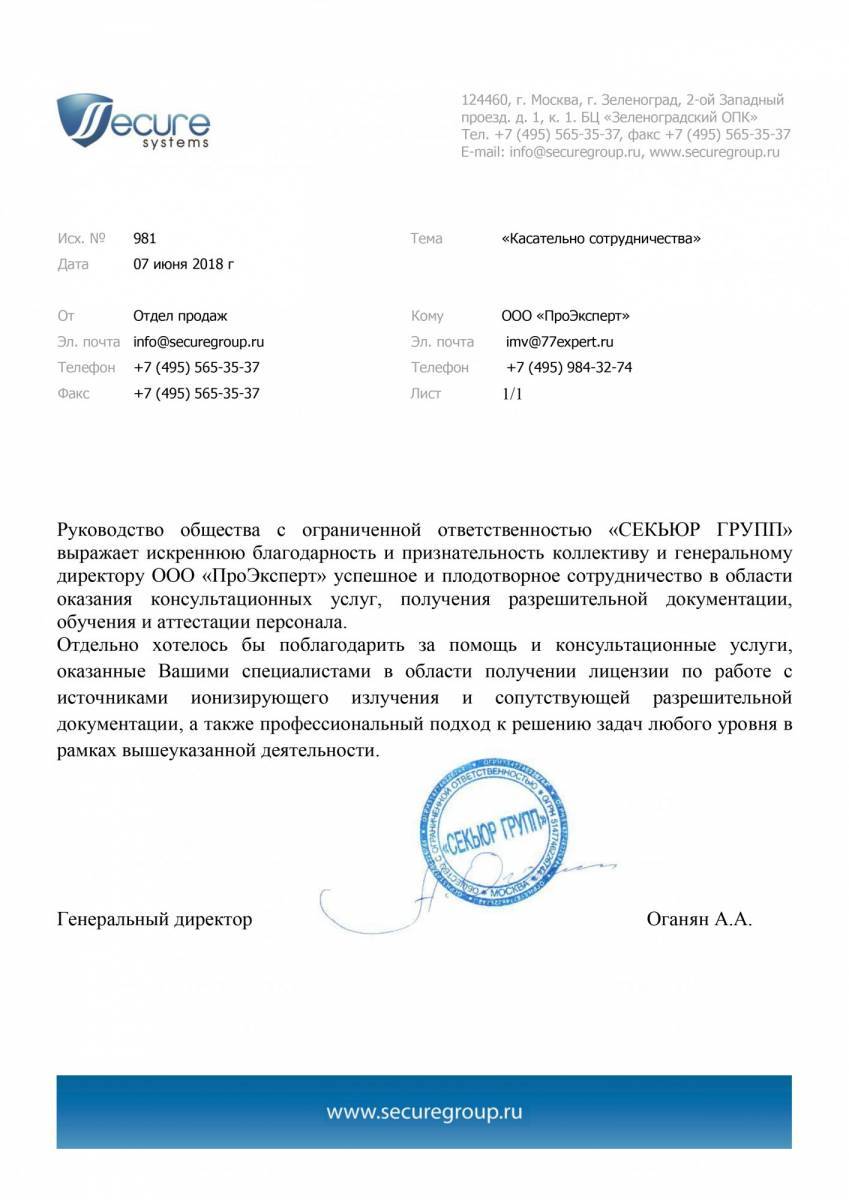 Secure
systems
124460, г. Москва, г. Зеленоград, 2-ой Западный
проезд. д. 1, к. 1. БЦ «Зеленоградский ОПК»
Тел. +7 (495) 565-35-37, факс +7 (495) 565-35-37
E-mail: info@securegroup.ru, www.securegroup.ru
Исх. № 981 Тема «Касательно сотрудничества»
Дата 07 июня 2018 г
От Отдел продаж Кому ООО «ПроЭксперт»
Эл. почта info@securegroup.ru Эл. почта imv@77expert.ru
Телефон +7 (495) 565-35-37 Телефон +7 (495) 984-32-74
Факс +7 (495) 565-35-37 Лист 1/1
Руководство общества с ограниченной ответственностью «СЕКЬЮР ГРУПП»
выражает искреннюю благодарность и признательность коллективу и генеральному
директору ООО «ПроЭксперт» успешное и плодотворное сотрудничество в области
оказания консультационных услуг, получения разрешительной документации,
обучения и аттестации персонала.
Отдельно хотелось бы поблагодарить за помощь и консультационные услуги,
оказанные Вашими специалистами в области получении лицензии по работе с
источниками ионизирующего излучения и сопутствующей разрешительной
документации, а также профессиональный подход к решению задач любого уровня в
рамках вышеуказанной деятельности.
ОБЩЕСТВО С ОГРАНИЧЕННОЙ ОТВЕТСТВЕННОСТЬЮ
«СЕКЬЮР ГРУПП»
МОСКВА
Генеральный директор Оганян А.А.
www.securegroup.ru